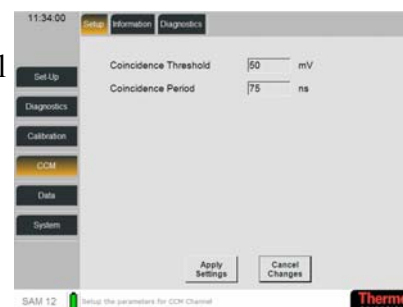 11:34:00
Setup Information Diagnostics
l
Coincidence Threshold 50 mV
Coincidence Period 75 ns
Set-Up
Diagnostics
Calibration
CCM
Data
System
Apply Settings
Cancel Changes
SAM 12 Setup the parameters for CCM Channel
Thermo